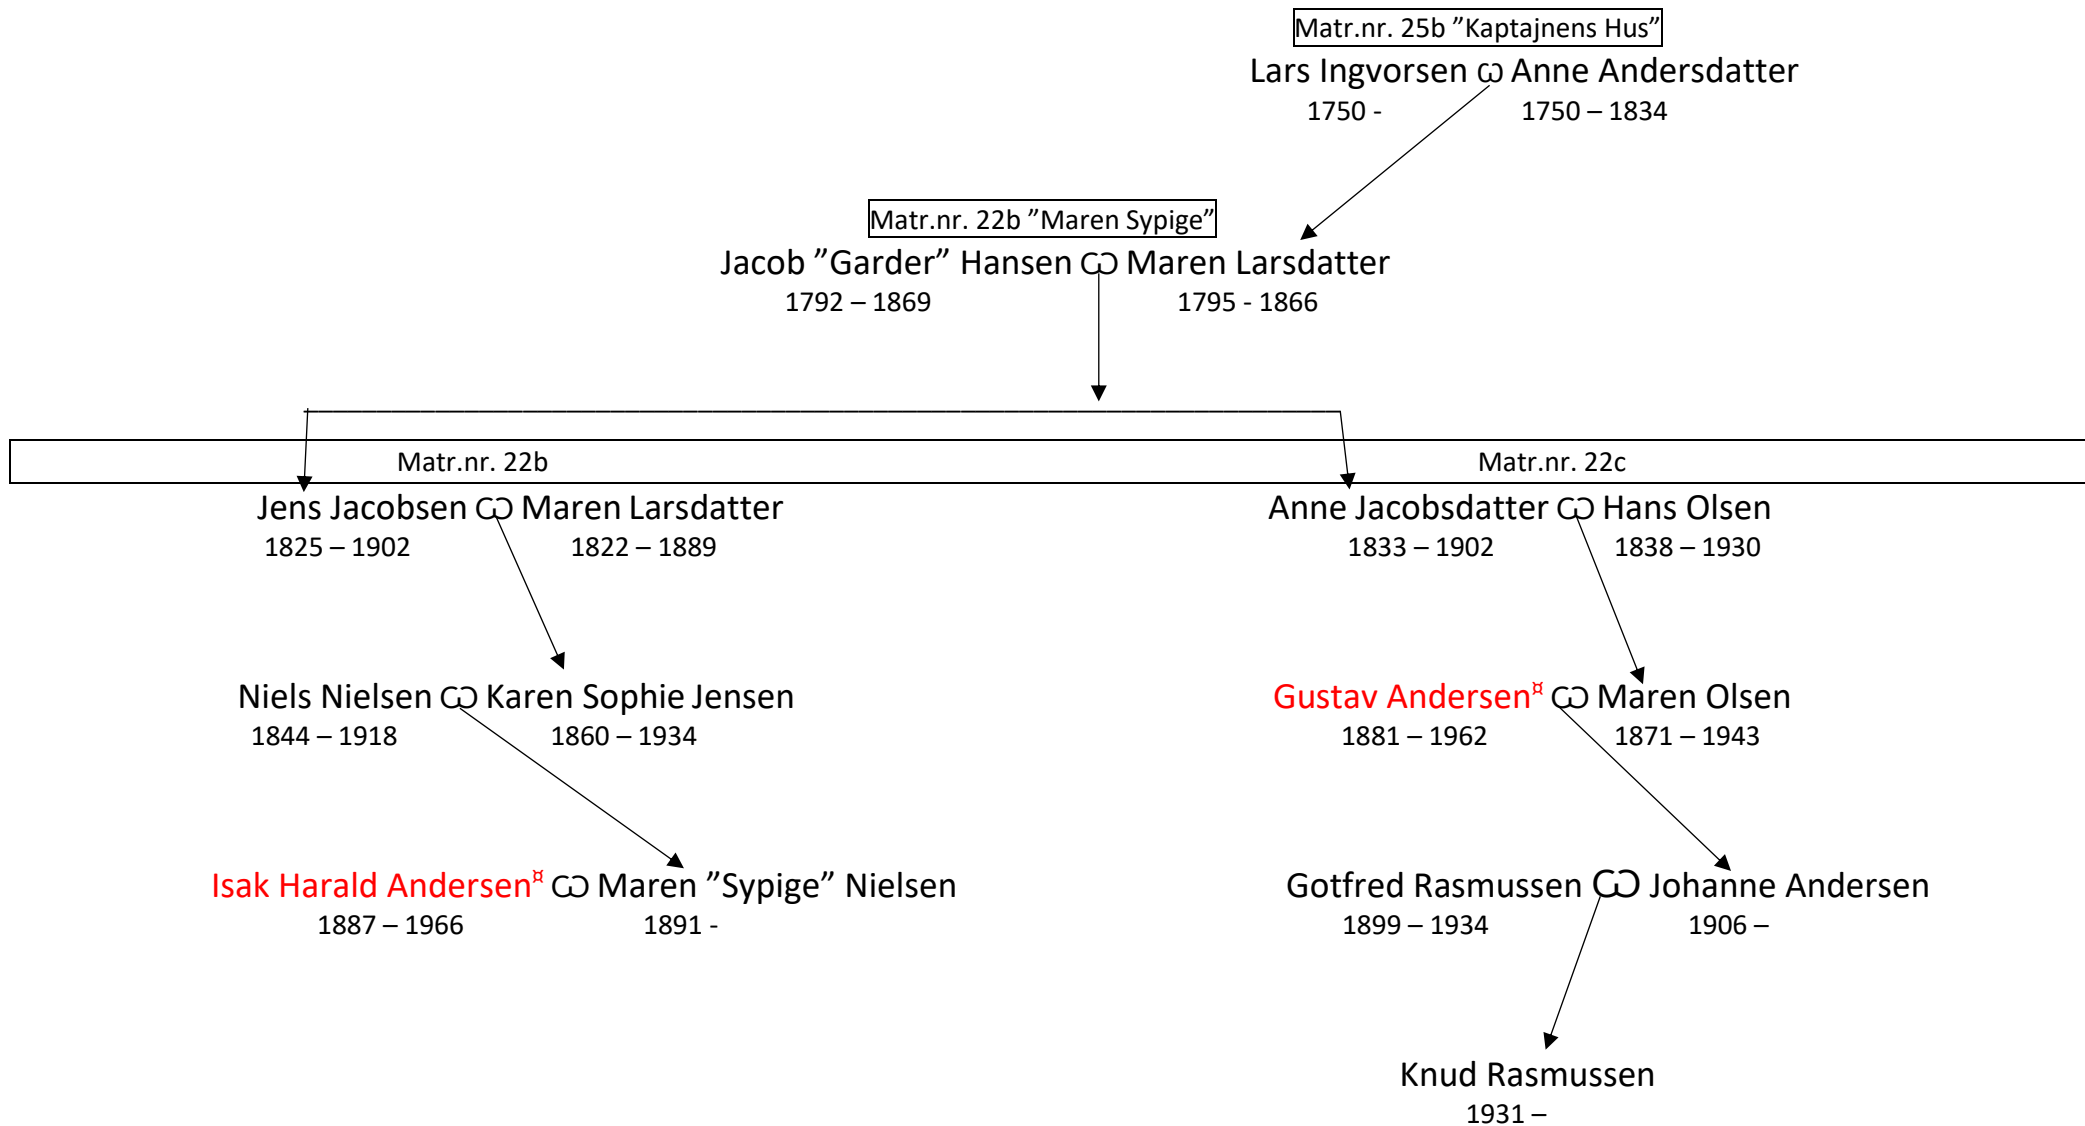 Matr.nr. 25b ”Kaptajnens Hus”
Lars Ingvorsen ꞷ Anne Andersdatter
1750 - 1750 – 1834
Matr.nr. 22b ”Maren Sypige”
Jacob ”Garder” Hansen ꞷ Maren Larsdatter
1792 – 1869 1795 - 1866
Matr.nr. 22b Matr.nr. 22c
Jens Jacobsen ꞷ Maren Larsdatter Anne Jacobsdatter ꞷ Hans Olsen
1825 – 1902 1822 – 1889 1833 – 1902 1838 – 1930
Niels Nielsen ꞷ Karen Sophie Jensen Gustav Andersen¤ ꞷ Maren Olsen
1844 – 1918 1860 – 1934 1881 – 1962 1871 – 1943
Isak Harald Andersen¤ ꞷ Maren ”Sypige” Nielsen Gotfred Rasmussen ꞷ Johanne Andersen
1887 – 1966 1891 - 1899 – 1934 1906 –
Knud Rasmussen
1931 –